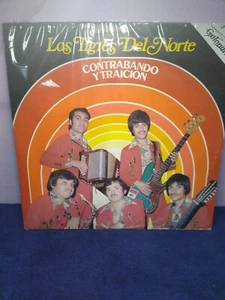 Los Tigres Del Norte
CONTRABANDO
Y TRAICION